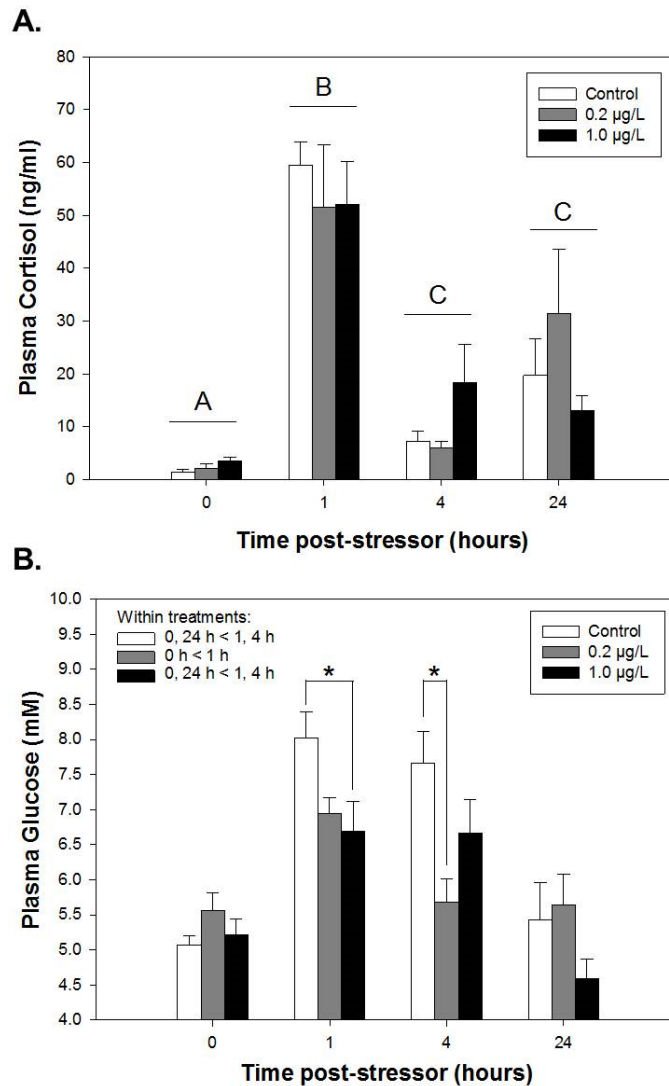 A.
80
70
60
50
40
30
20
10
0
Plasma Cortisol (ng/ml)
A
B
C
C
Control
0.2 µg/L
1.0 µg/L
0 1 4 24
Time post-stressor (hours)
B.
10.0
9.5
9.0
8.5
8.0
7.5
7.0
6.5
6.0
5.5
5.0
4.5
4.0
Plasma Glucose (mM)
Within treatments:
0, 24 h < 1, 4 h
0 h < 1 h
0, 24 h < 1, 4 h
*
*
Control
0.2 µg/L
1.0 µg/L
0 1 4 24
Time post-stressor (hours)